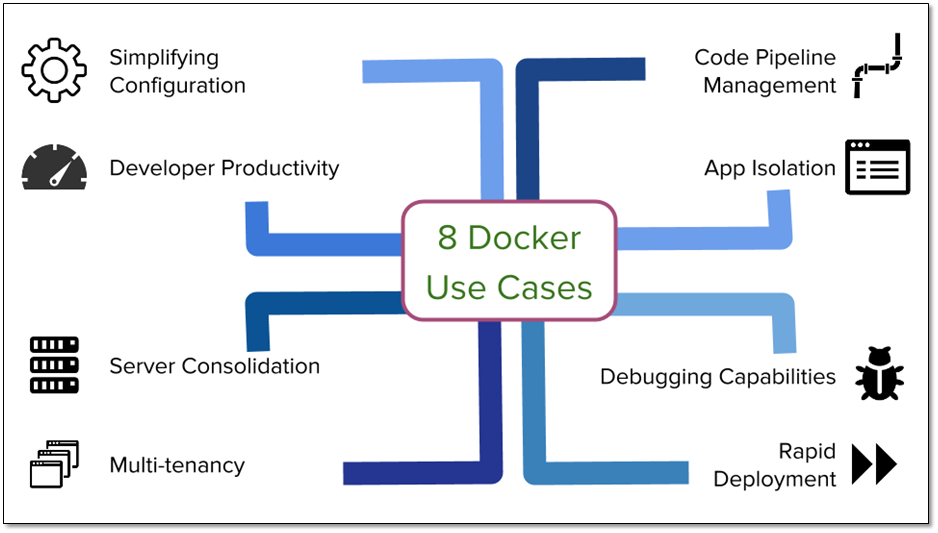 Simplifying
Configuration
Developer Productivity
Server Consolidation
Multi-tenancy
8 Docker
Use Cases
Code Pipeline
Management
App Isolation
Debugging Capabilities
Rapid
Deployment